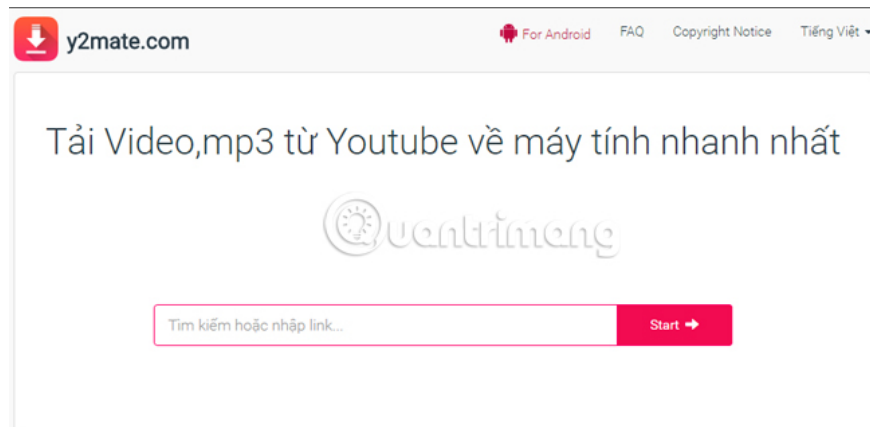 y2mate.com
For Android FAQ Copyright Notice Tiếng Việt
Tải Video,mp3 từ Youtube về máy tính nhanh nhất
Quantrimang
Tìm kiếm hoặc nhập link...
Start